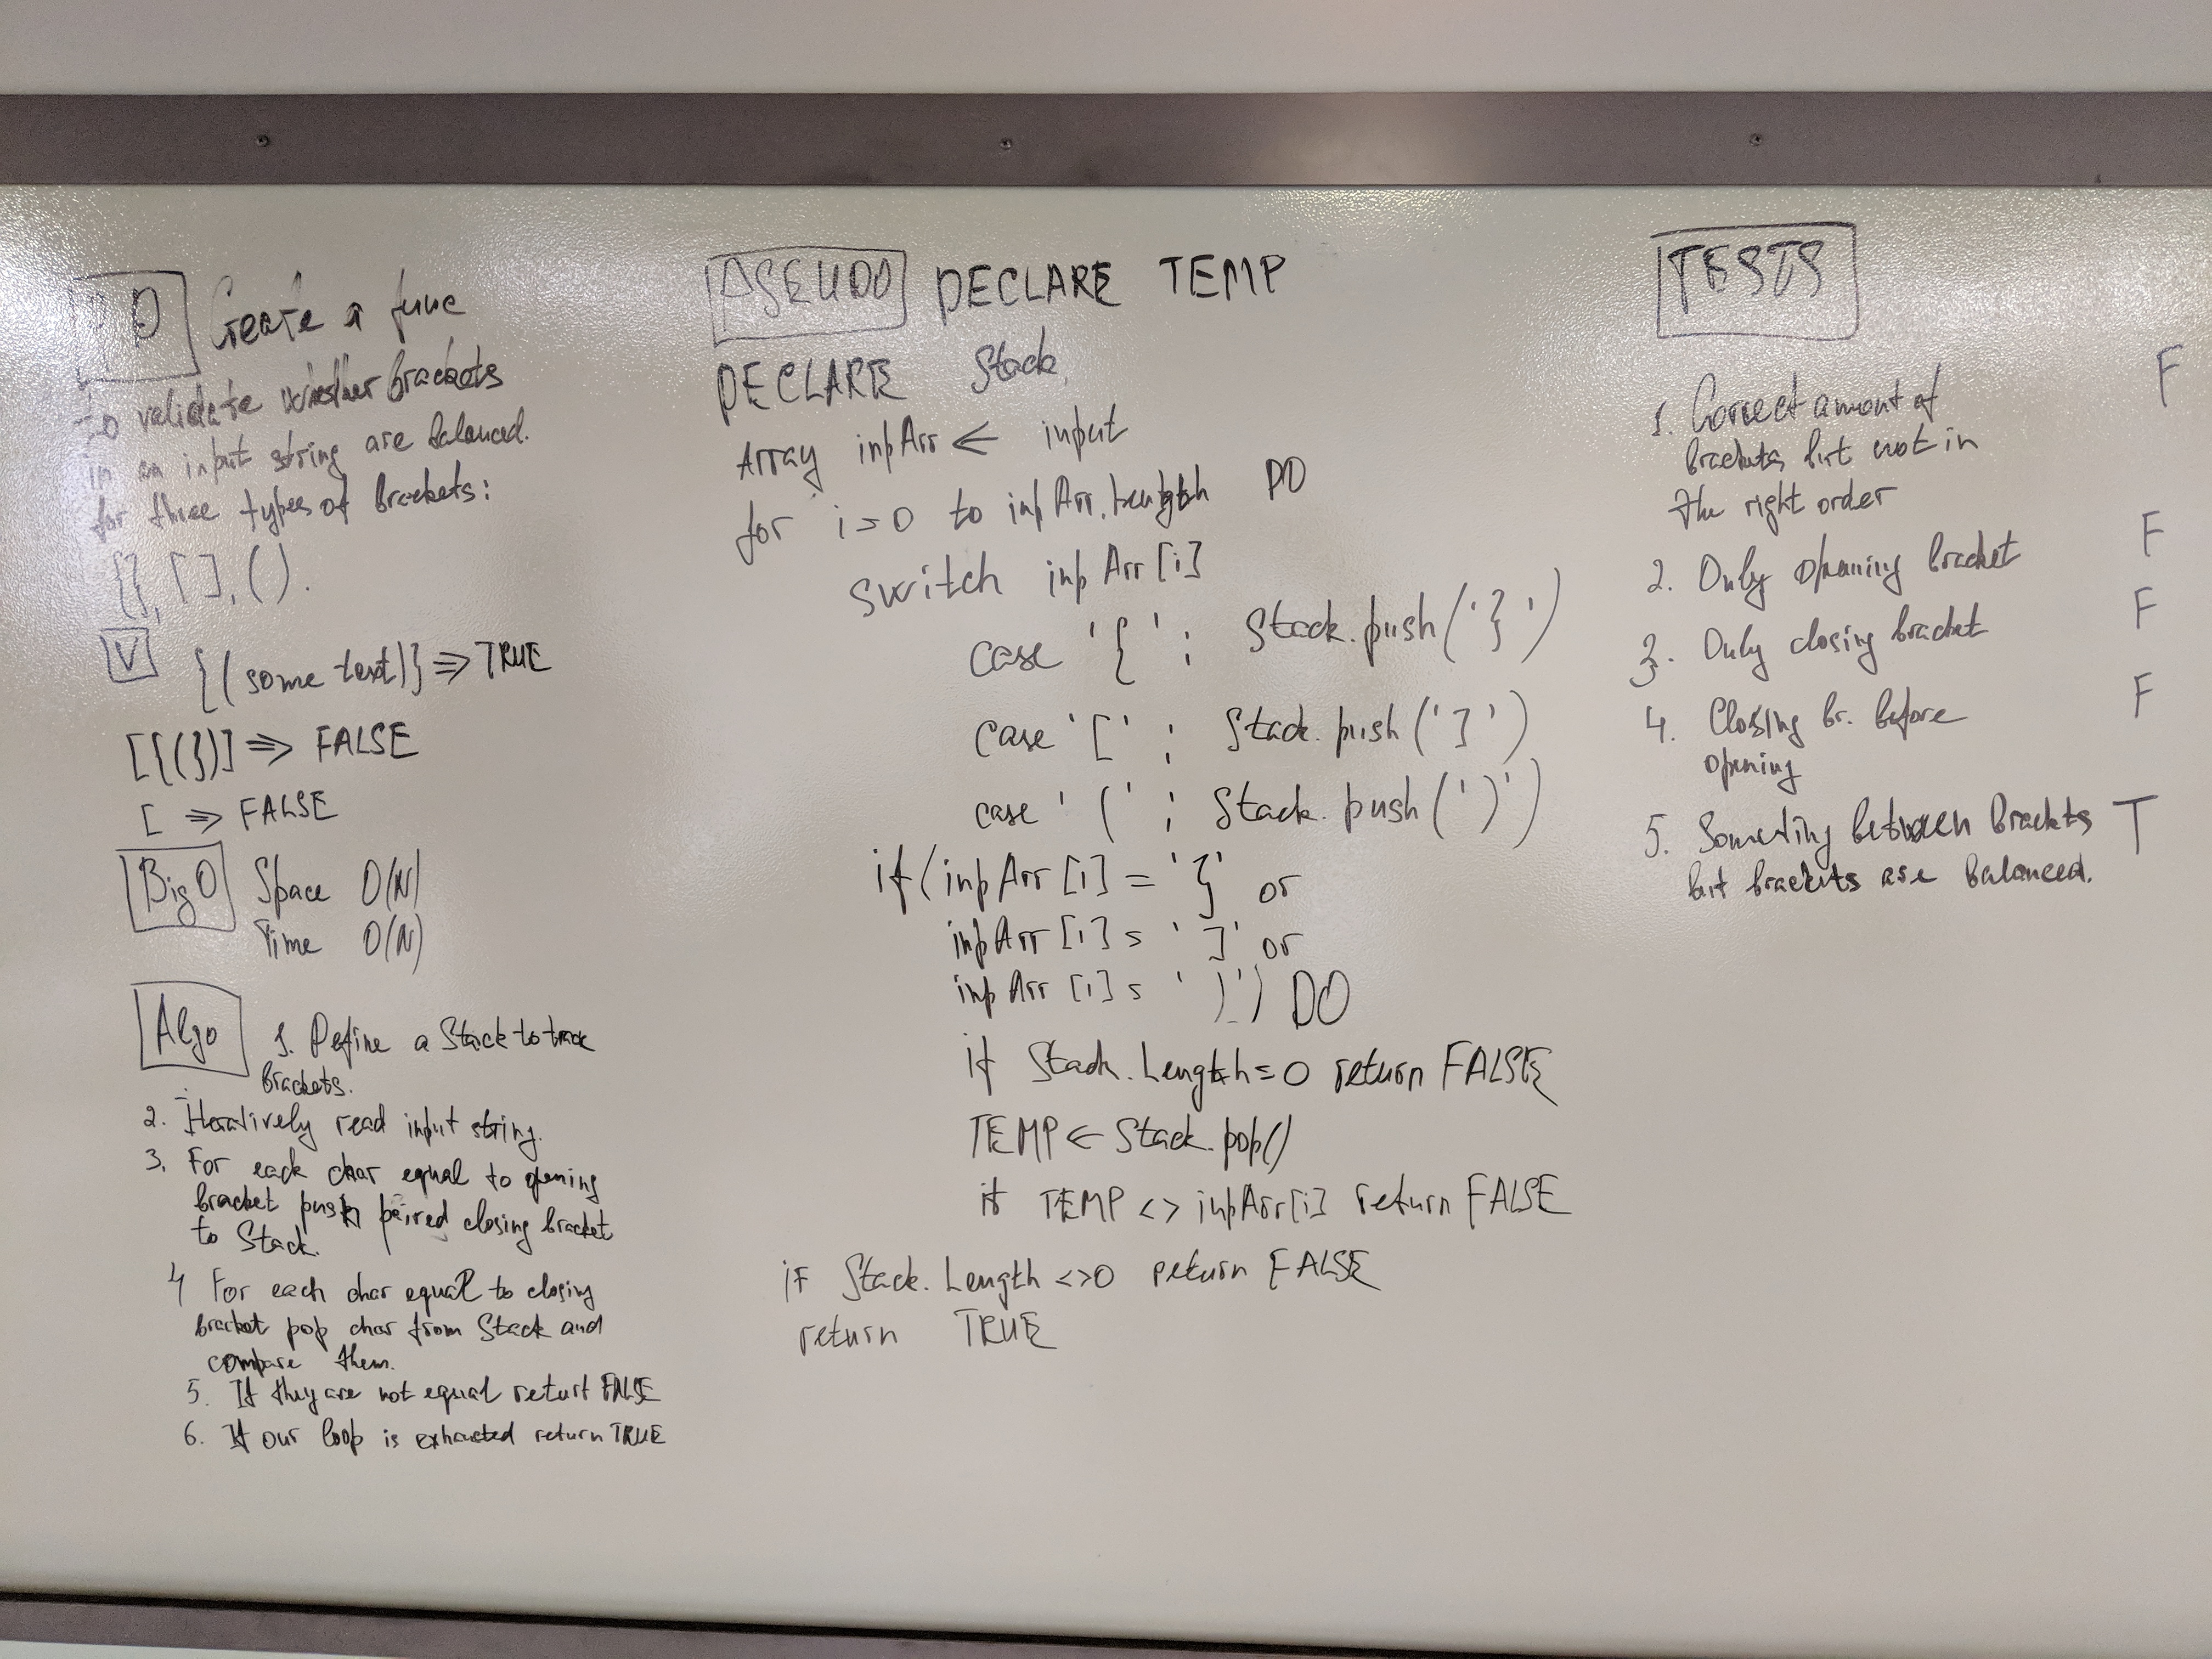 PD Create a func
to validate whether brackets
in an input string are balanced.
for three types of brackets:
{}, [], ().
V {(some text)} => TRUE
[{(})] => FALSE
[ => FALSE
Big O Space O(N)
Time O(N)
Algo 1. Define a Stack to track
brackets.
2. Iteratively read input string.
3. For each char equal to opening
bracket push paired closing bracket
to Stack.
4 For each char equal to closing
bracket pop char from Stack and
compare them.
5. If they are not equal returt FALSE
6. If our loop is exhausted return TRUE
PSEUDO DECLARE TEMP
DECLARE Stack
Array inpArr <- input
for i=0 to inpArr.Length DO
switch inpArr[i]
case '{' : Stack.push('}')
case '[' : Stack.push(']')
case '(' : Stack.push(')')
if(inpArr[i] = '}' or
inpArr[i] = ']' or
inpArr[i] = ')') DO
if Stack.Length = 0 return FALSE
TEMP <- Stack.pop()
if TEMP <> inpArr[i] return FALSE
if Stack.Length <>0 return FALSE
return TRUE
TESTS
1. Correct amount of F
brackets but not in
the right order
2. Only opening bracket F
3. Only closing bracket F
4. Closing br. before F
opening
5. Someting between brackets T
but brackets are balanced.